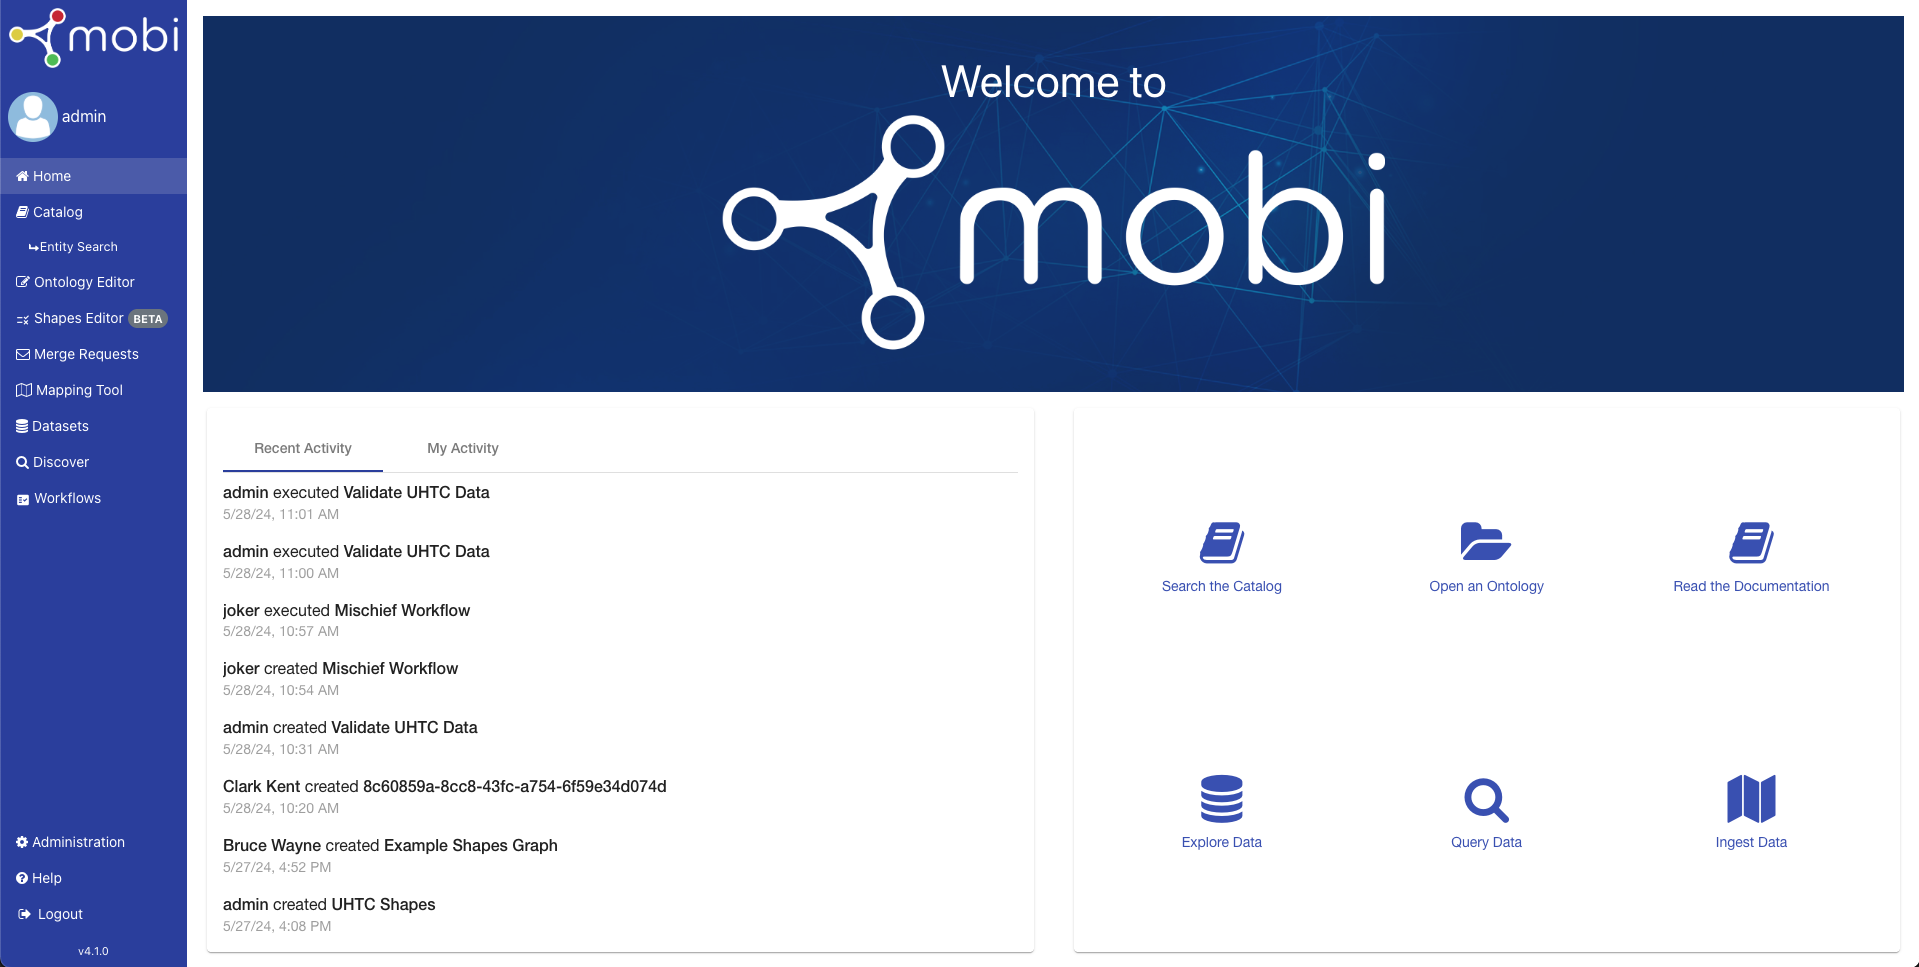 mobi
admin
Home
Catalog
Entity Search
Ontology Editor
Shapes Editor BETA
Merge Requests
Mapping Tool
Datasets
Discover
Workflows
Administration
Help
Logout
v4.1.0
Welcome to
mobi
Recent Activity My Activity
admin executed Validate UHTC Data
5/28/24, 11:01 AM
admin executed Validate UHTC Data
5/28/24, 11:00 AM
joker executed Mischief Workflow
5/28/24, 10:57 AM
joker created Mischief Workflow
5/28/24, 10:54 AM
admin created Validate UHTC Data
5/28/24, 10:31 AM
Clark Kent created 8c60859a-8cc8-43fc-a754-6f59e34d074d
5/28/24, 10:20 AM
Bruce Wayne created Example Shapes Graph
5/27/24, 4:52 PM
admin created UHTC Shapes
5/27/24, 4:08 PM
Search the Catalog Open an Ontology Read the Documentation
Explore Data Query Data Ingest Data